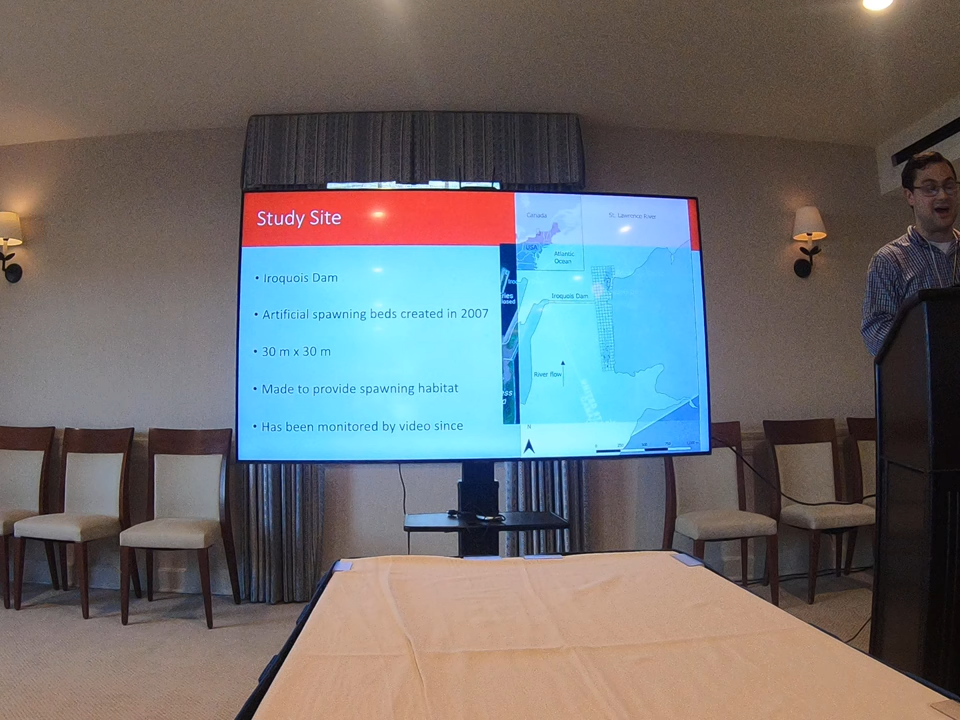 Study Site
• Iroquois Dam
• Artificial spawning beds created in 2007
• 30 m x 30 m
• Made to provide spawning habitat
• Has been monitored by video since
Canada
St. Lawrence River
USA
Atlantic
Ocean
Iroquois Dam
River flow
N